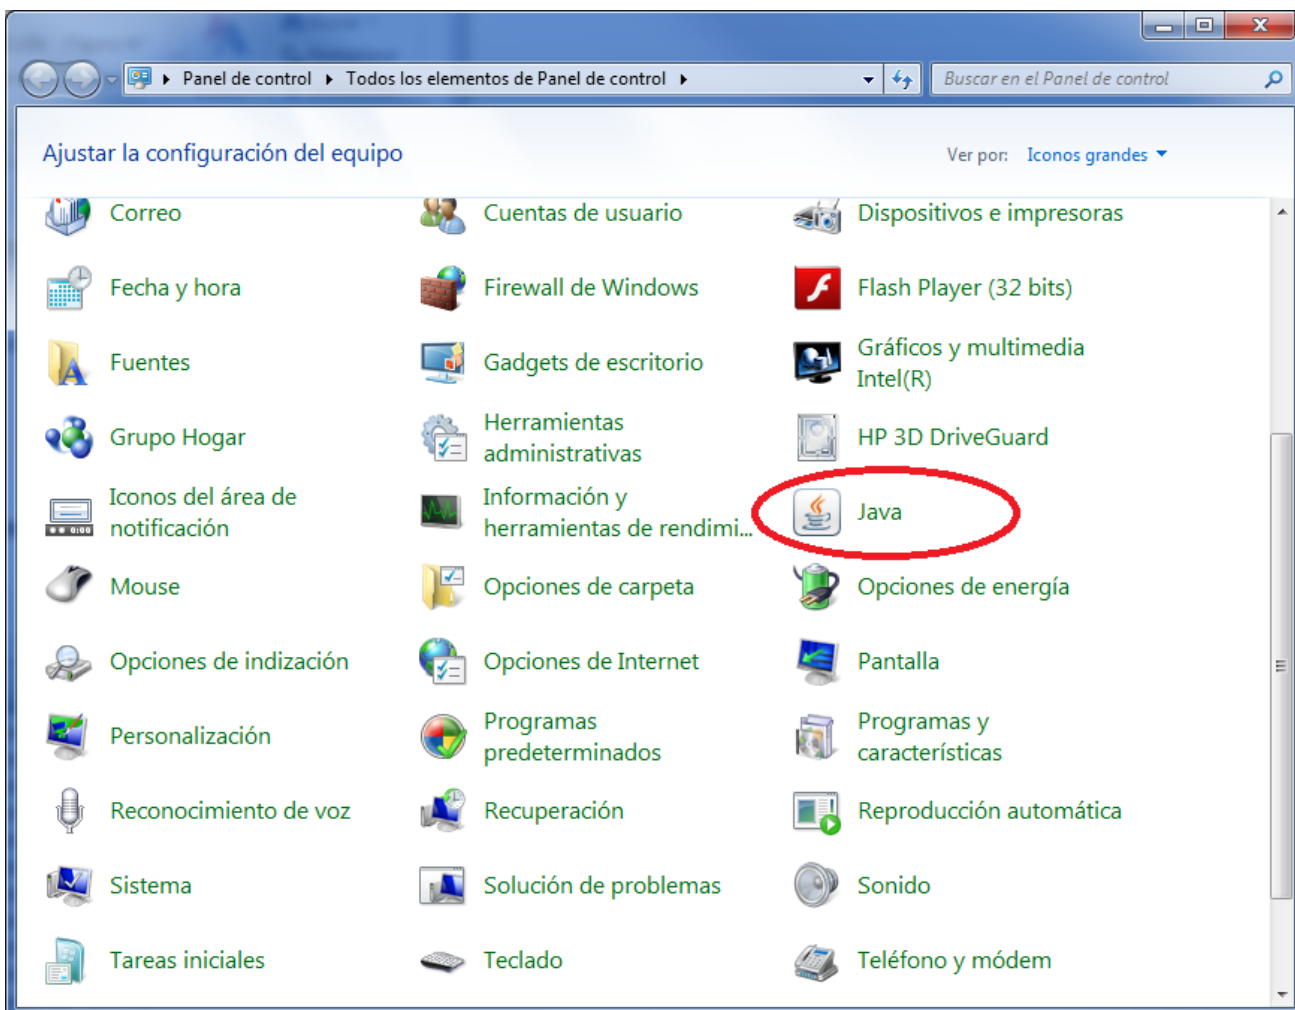 Panel de control ▸ Todos los elementos de Panel de control ▸
Buscar en el Panel de control
Ajustar la configuración del equipo
Ver por: Iconos grandes
Correo
Cuentas de usuario
Dispositivos e impresoras
Fecha y hora
Firewall de Windows
Flash Player (32 bits)
Fuentes
Gadgets de escritorio
Gráficos y multimedia
Intel(R)
Grupo Hogar
Herramientas
administrativas
HP 3D DriveGuard
Iconos del área de
notificación
Información y
herramientas de rendimi...
Java
Mouse
Opciones de carpeta
Opciones de energía
Opciones de indización
Opciones de Internet
Pantalla
Personalización
Programas
predeterminados
Programas y
características
Reconocimiento de voz
Recuperación
Reproducción automática
Sistema
Solución de problemas
Sonido
Tareas iniciales
Teclado
Teléfono y módem